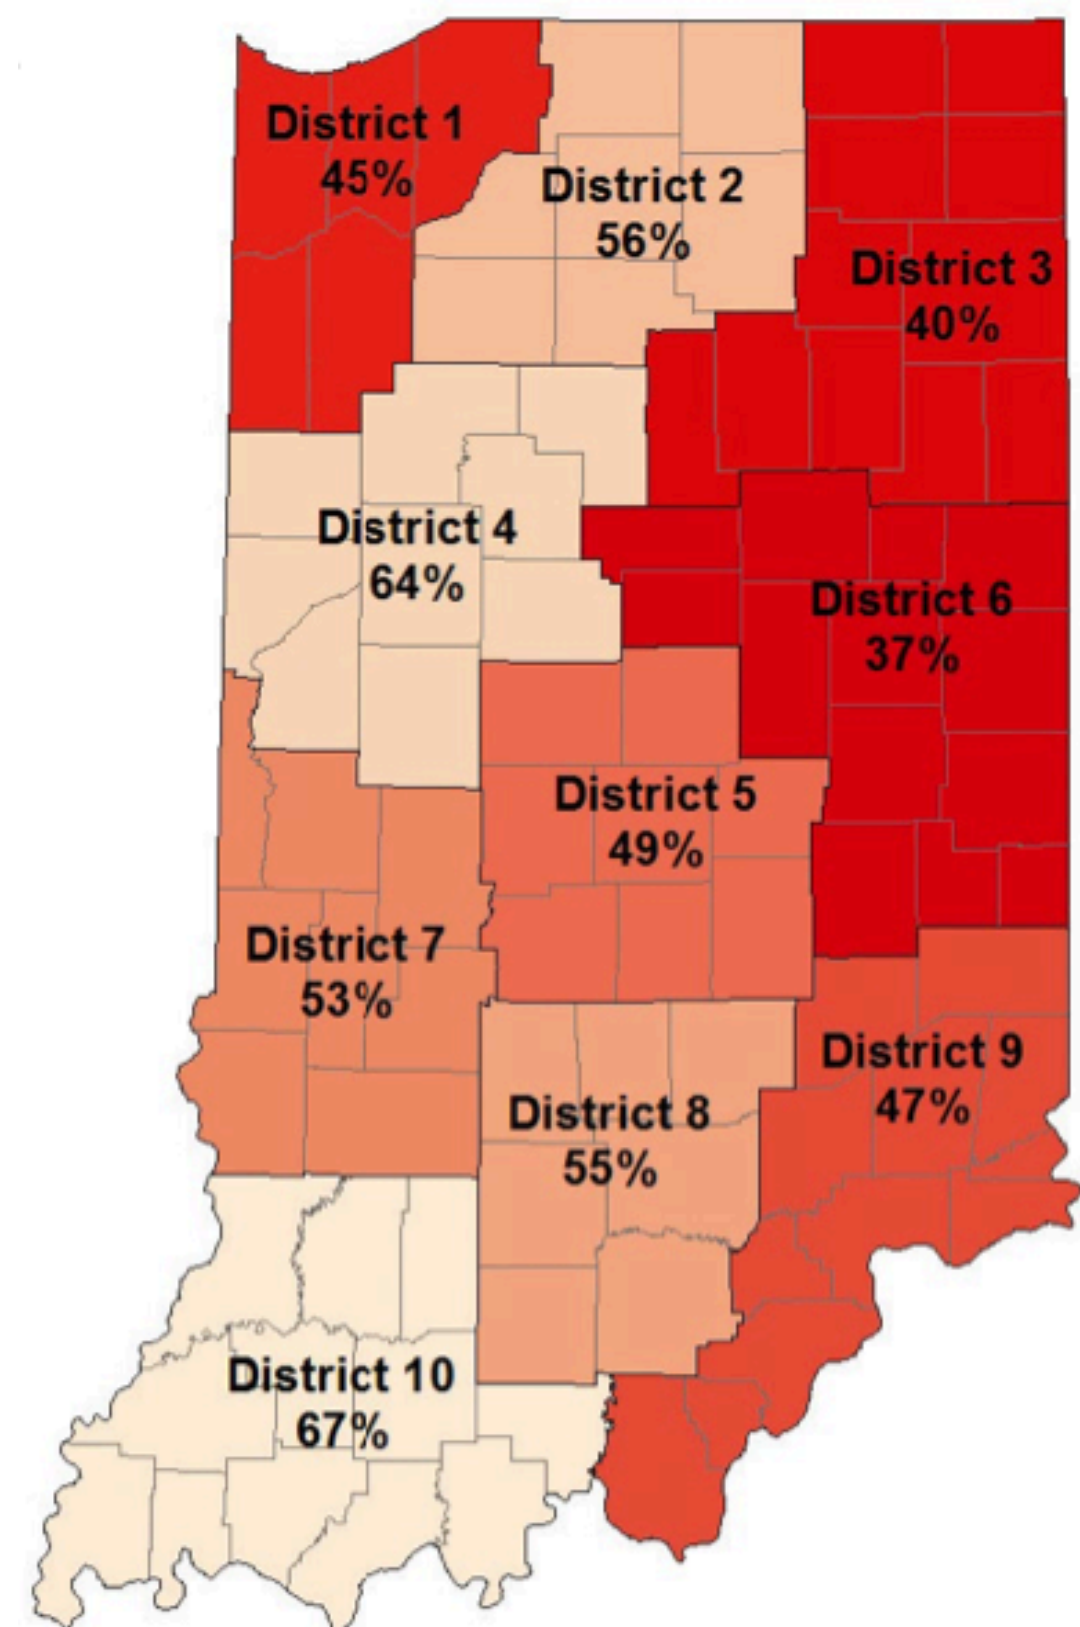 District 1
45%
District 2
56%
District 3
40%
District 4
64%
District 6
37%
District 5
49%
District 7
53%
District 9
47%
District 8
55%
District 10
67%